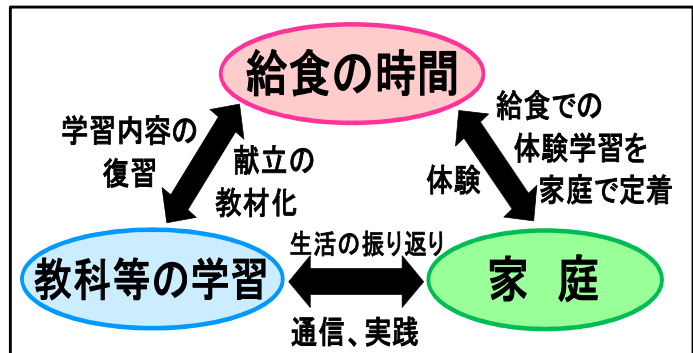 給食の時間
学習内容の
復習
献立の
教材化
体験
給食での
体験学習を
家庭で定着
教科等の学習
生活の振り返り
通信、実践
家 庭